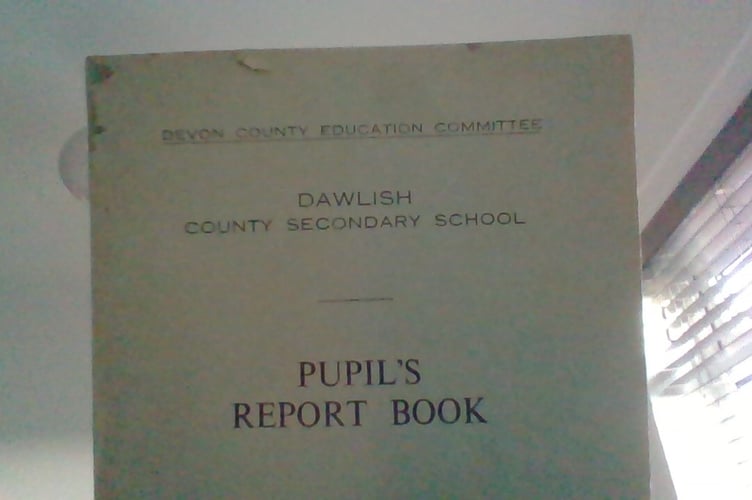 DEVON COUNTY EDUCATION COMMITTEE
DAWLISH
COUNTY SECONDARY SCHOOL
PUPIL'S
REPORT BOOK